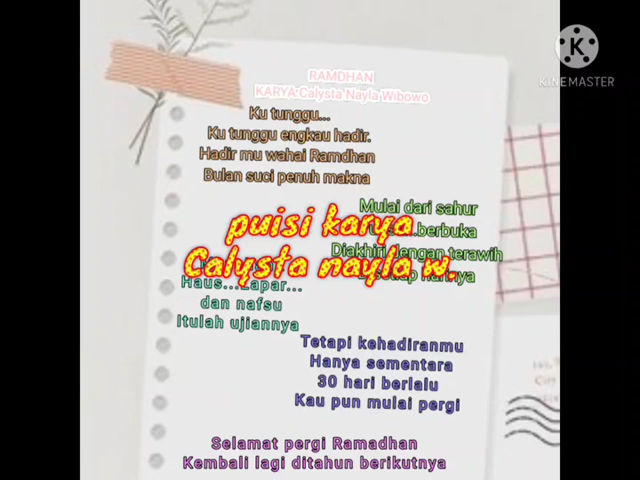 KINEMASTER
RAMDHAN
KARYA:Calysta Nayla Wibowo
Ku tunggu...
Ku tunggu engkau hadir.
Hadir mu wahai Ramdhan
Bulan suci penuh makna
Mulai dari sahur
berbuka
Diakhiri dengan terawih
puisi karya
Calysta nayla w.
Haus...Lapar...
dan nafsu
Itulah ujiannya
Tetapi kehadiranmu
Hanya sementara
30 hari berlalu
Kau pun mulai pergi
Selamat pergi Ramadhan
Kembali lagi ditahun berikutnya